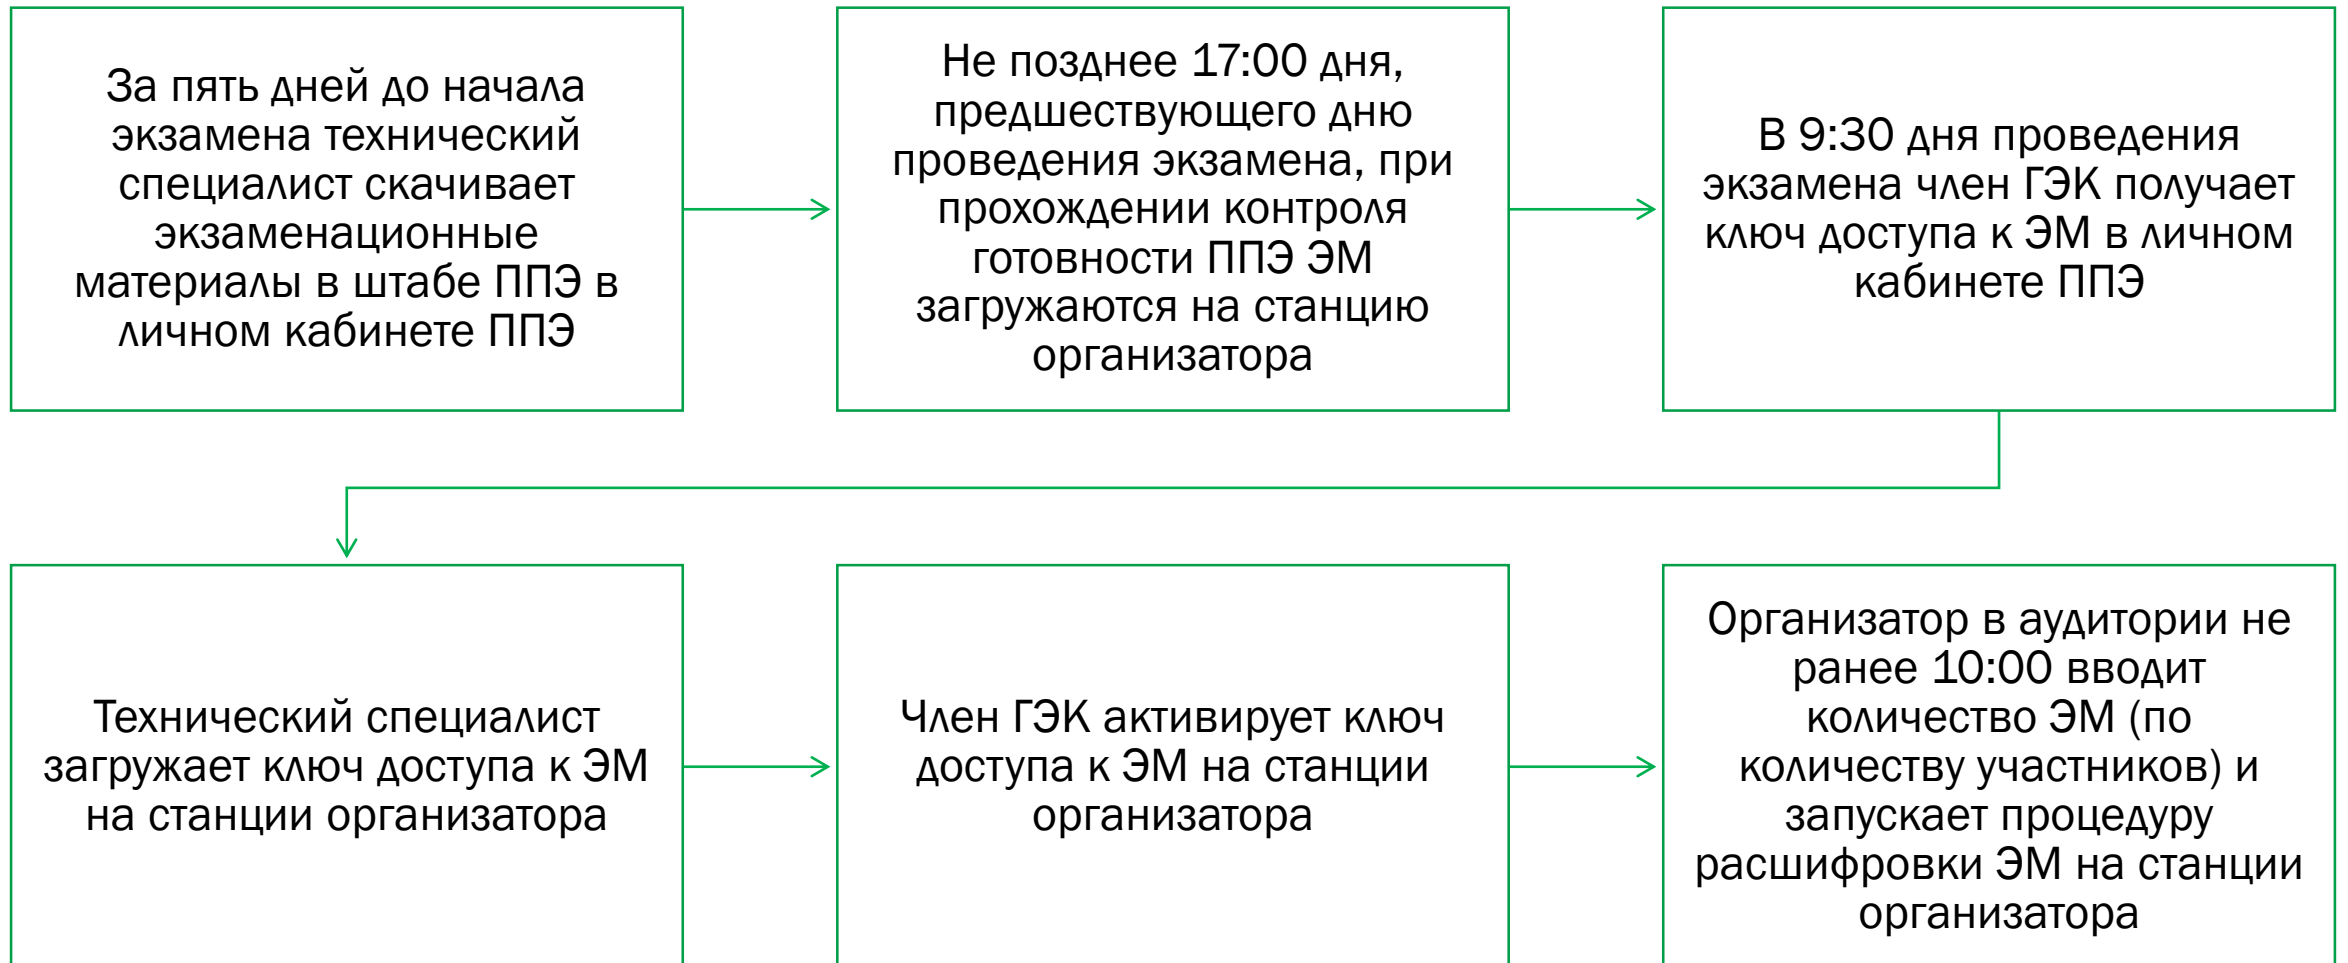 За пять дней до начала
экзамена технический
специалист скачивает
экзаменационные
материалы в штабе ППЭ в
личном кабинете ППЭ
Не позднее 17:00 дня,
предшествующего дню
проведения экзамена, при
прохождении контроля
готовности ППЭ ЭМ
загружаются на станцию
организатора
В 9:30 дня проведения
экзамена член ГЭК получает
ключ доступа к ЭМ в личном
кабинете ППЭ
Технический специалист
загружает ключ доступа к ЭМ
на станции организатора
Член ГЭК активирует ключ
доступа к ЭМ на станции
организатора
Организатор в аудитории не
ранее 10:00 вводит
количество ЭМ (по
количеству участников) и
запускает процедуру
расшифровки ЭМ на станции
организатора